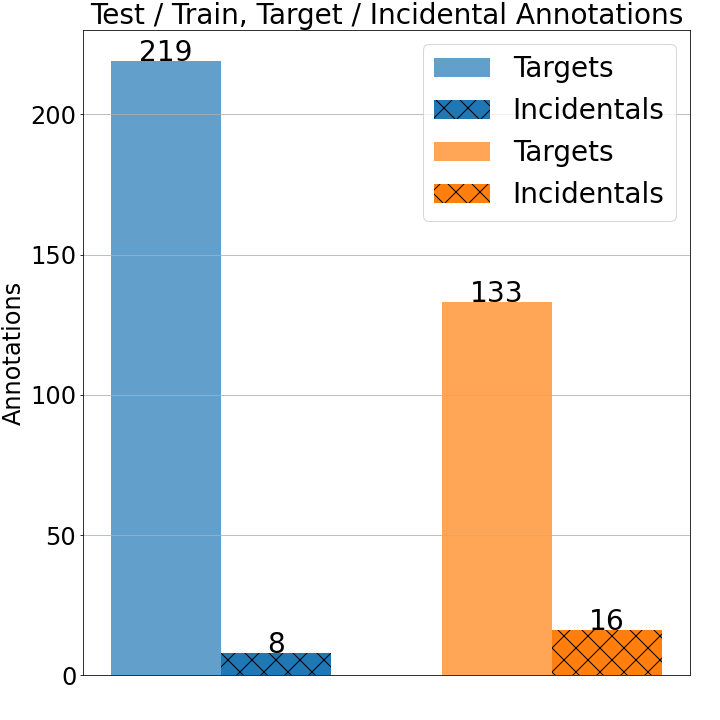 Test / Train, Target / Incidental Annotations
219
200
150
100
50
0
Annotations
Targets
Incidentals
Targets
Incidentals
133
8
16